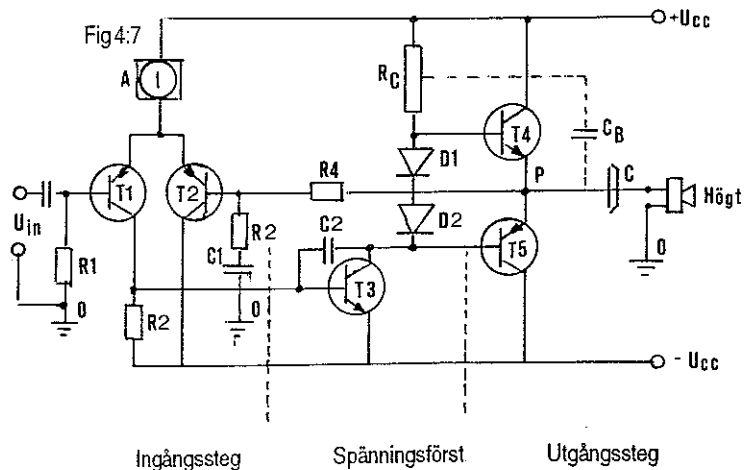 Fig 4:7
+Ucc
A
I
RC
T4
CB
D1
R4
P
C
T1
T2
Högt
Uin
R2
C1
C2
D2
T5
R1
0
0
T3
0
R2
- Ucc
Ingångssteg
Spänningsförst
Utgångssteg